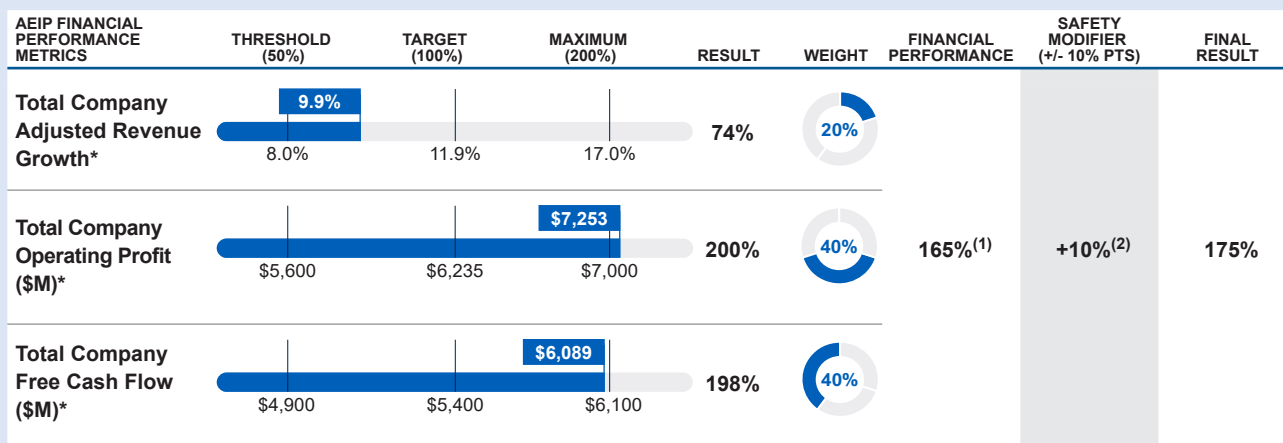 AEIP FINANCIAL
PERFORMANCE
METRICS
THRESHOLD
(50%)
TARGET
(100%)
MAXIMUM
(200%)
RESULT
WEIGHT
FINANCIAL
PERFORMANCE
SAFETY
MODIFIER
(+/- 10% PTS)
FINAL
RESULT
Total Company
Adjusted Revenue
Growth*
9.9%
8.0%
11.9%
17.0%
74%
20%
Total Company
Operating Profit
($M)*
$7,253
$5,600
$6,235
$7,000
200%
40%
165%(1)
+10%(2)
175%
Total Company
Free Cash Flow
($M)*
$6,089
$4,900
$5,400
$6,100
198%
40%